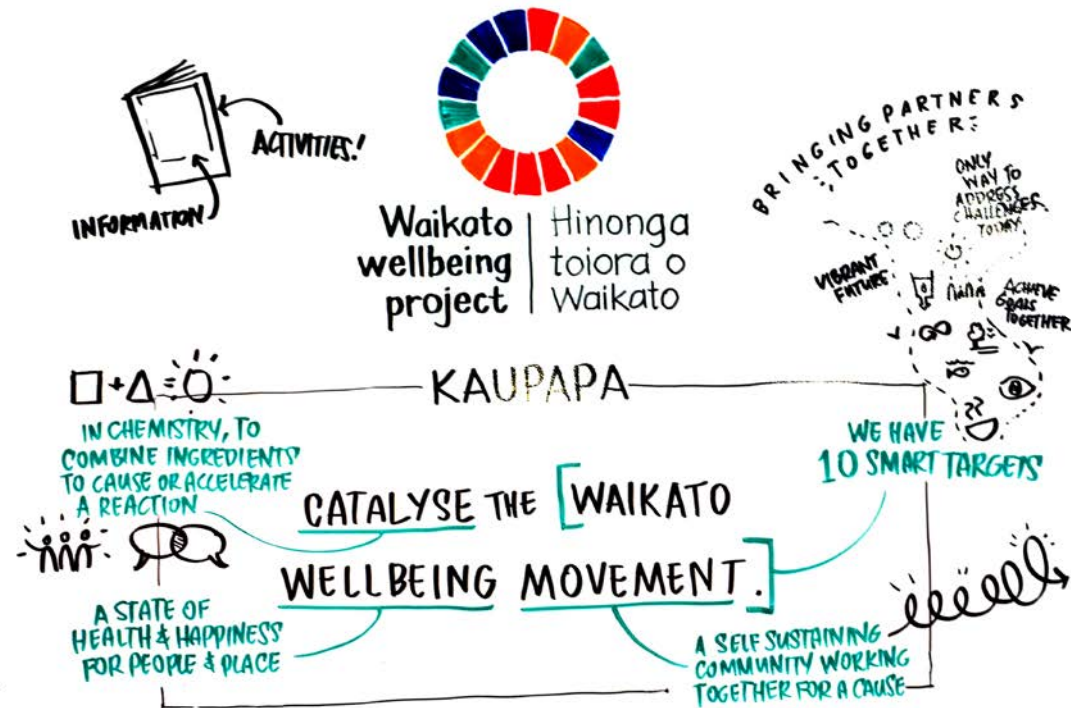 ACTIVITIES!
INFORMATION
Waikato
wellbeing
project
Hinonga
toiora o
Waikato
BRINGING PARTNERS
TOGETHER:
ONLY
WAY TO
ADDRESS
CHALLENGES
TODAY
VIBRANT
FUTURE
ACHIEVE
GOALS
TOGETHER
KAUPAPA
IN CHEMISTRY, TO
COMBINE INGREDIENTS
TO CAUSE OR ACCELERATE
A REACTION
WE HAVE
10 SMART TARGETS
CATALYSE THE [WAIKATO
WELLBEING MOVEMENT.]
A STATE OF
HEALTH & HAPPINESS
FOR PEOPLE & PLACE
A SELF SUSTAINING
COMMUNITY WORKING
TOGETHER FOR A CAUSE